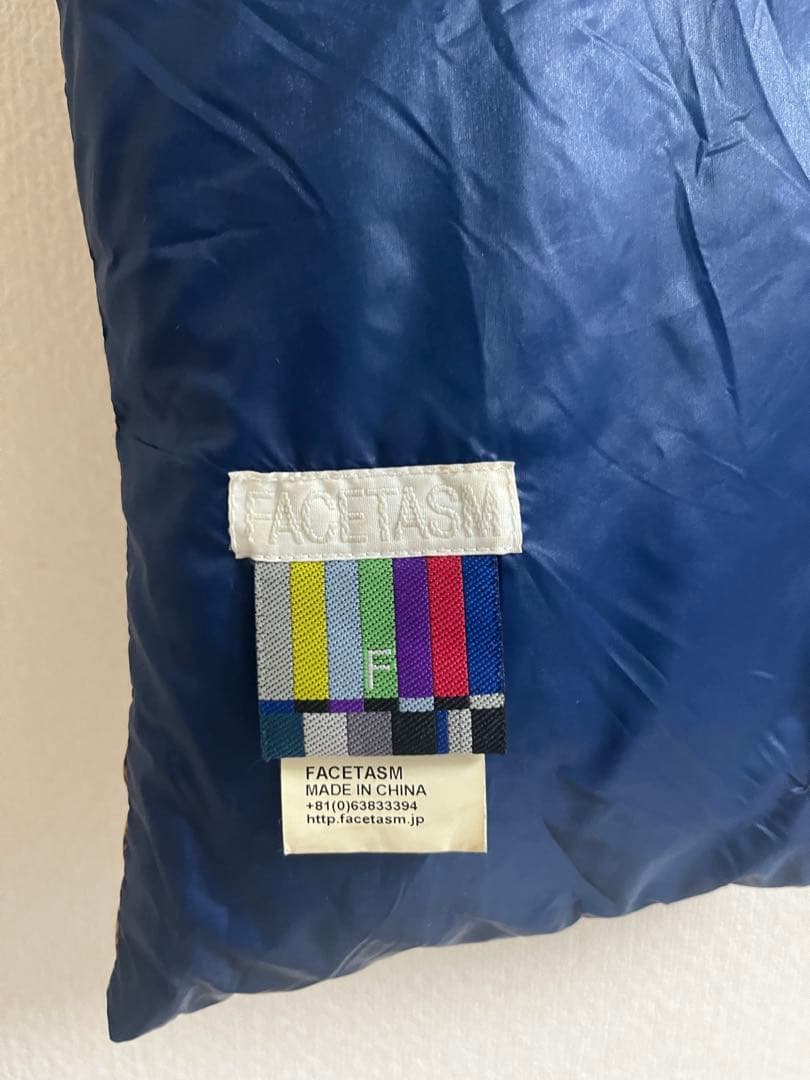 FACETASM
F
FACETASM
MADE IN CHINA
+81(0)63833394
http.facetasm.jp